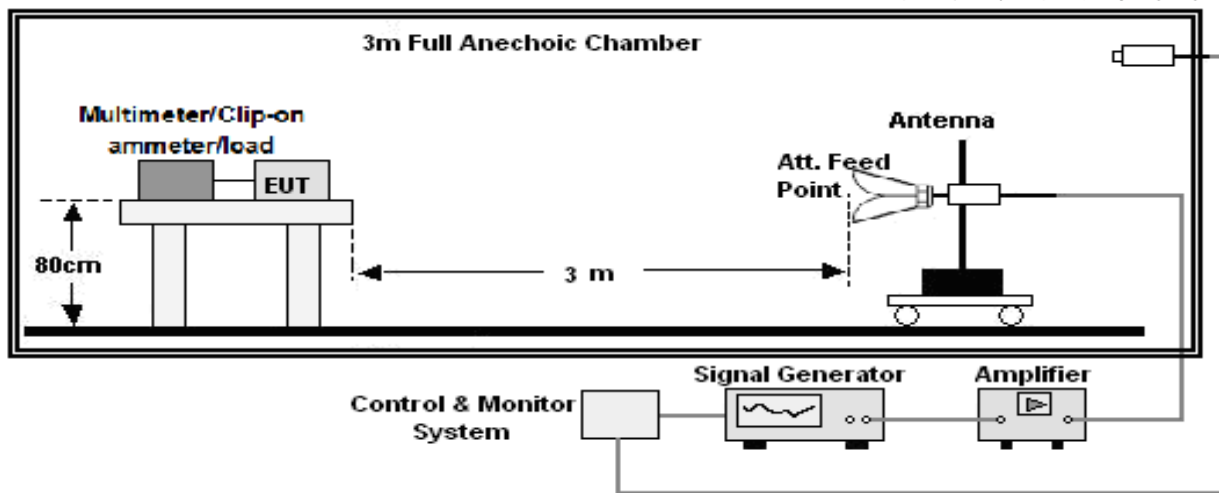 3m Full Anechoic Chamber
Multimeter/Clip-on
ammeter/load
EUT
80cm
3 m
Antenna
Att. Feed
Point
Signal Generator
Amplifier
Control & Monitor
System